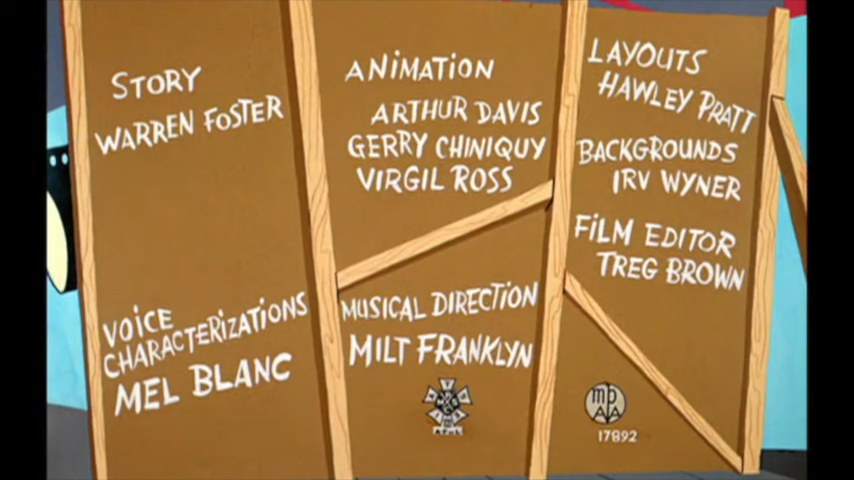 STORY
WARREN FOSTER
VOICE
CHARACTERIZATIONS
MEL BLANC
ANIMATION
ARTHUR DAVIS
GERRY CHINIQUY
VIRGIL ROSS
MUSICAL DIRECTION
MILT FRANKLYN
LAYOUTS
HAWLEY PRATT
BACKGROUNDS
IRV WYNER
FILM EDITOR
TREG BROWN
MPAA
17892